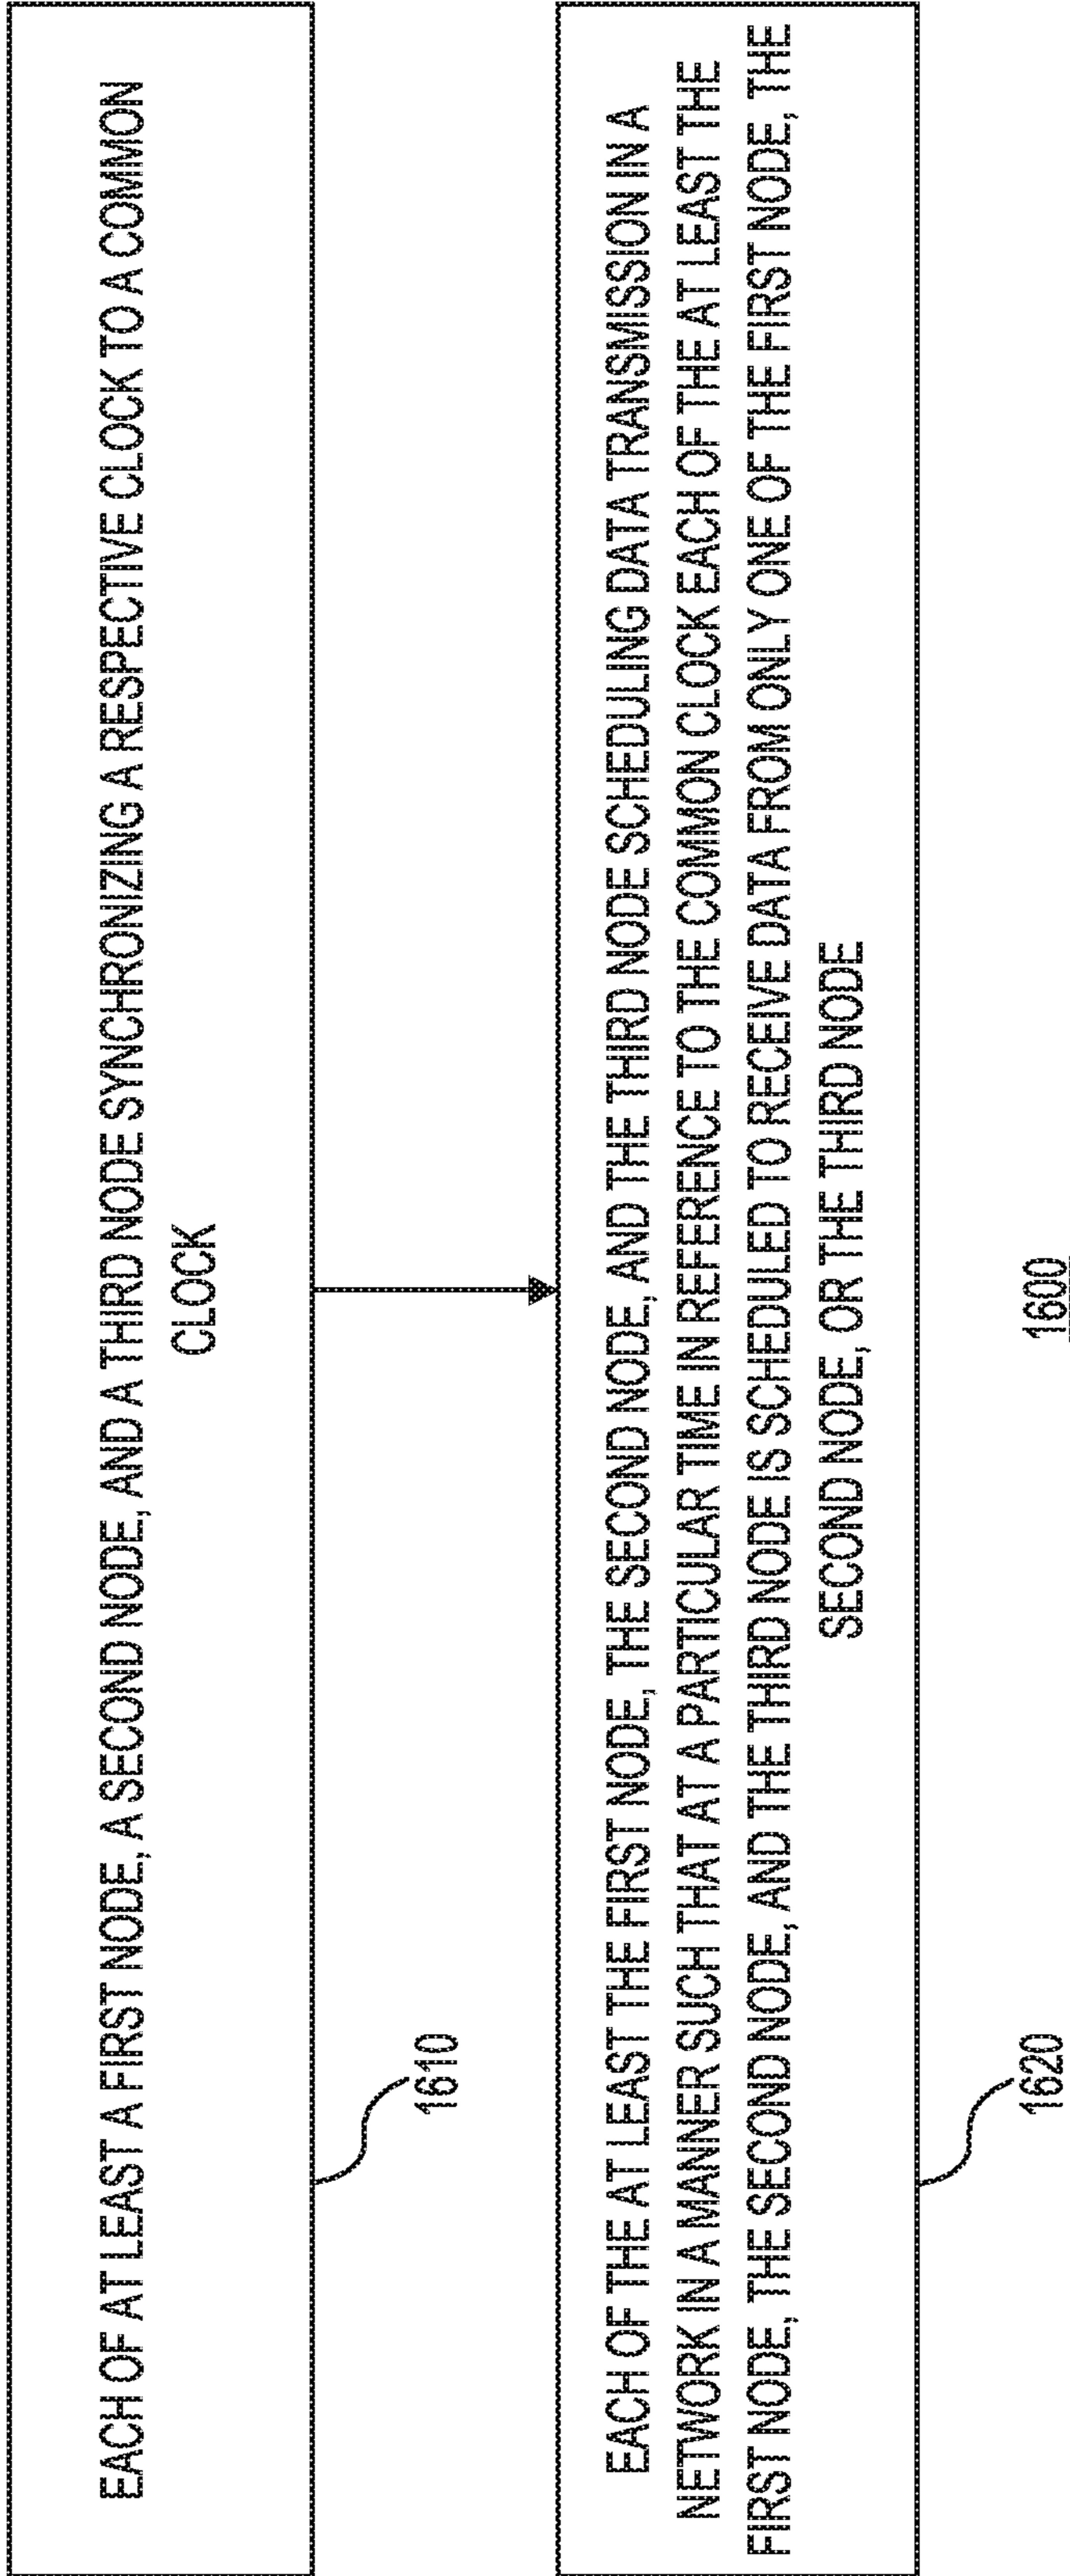 EACH OF AT LEAST A FIRST NODE, A SECOND NODE, AND A THIRD NODE SYNCHRONIZING A RESPECTIVE CLOCK TO A COMMON
CLOCK
1610
EACH OF THE AT LEAST THE FIRST NODE, THE SECOND NODE, AND THE THIRD NODE SCHEDULING DATA TRANSMISSION IN A
NETWORK IN A MANNER SUCH THAT AT A PARTICULAR TIME IN REFERENCE TO THE COMMON CLOCK EACH OF THE AT LEAST THE
FIRST NODE, THE SECOND NODE, AND THE THIRD NODE IS SCHEDULED TO RECEIVE DATA FROM ONLY ONE OF THE FIRST NODE, THE
SECOND NODE, OR THE THIRD NODE
1620
1600